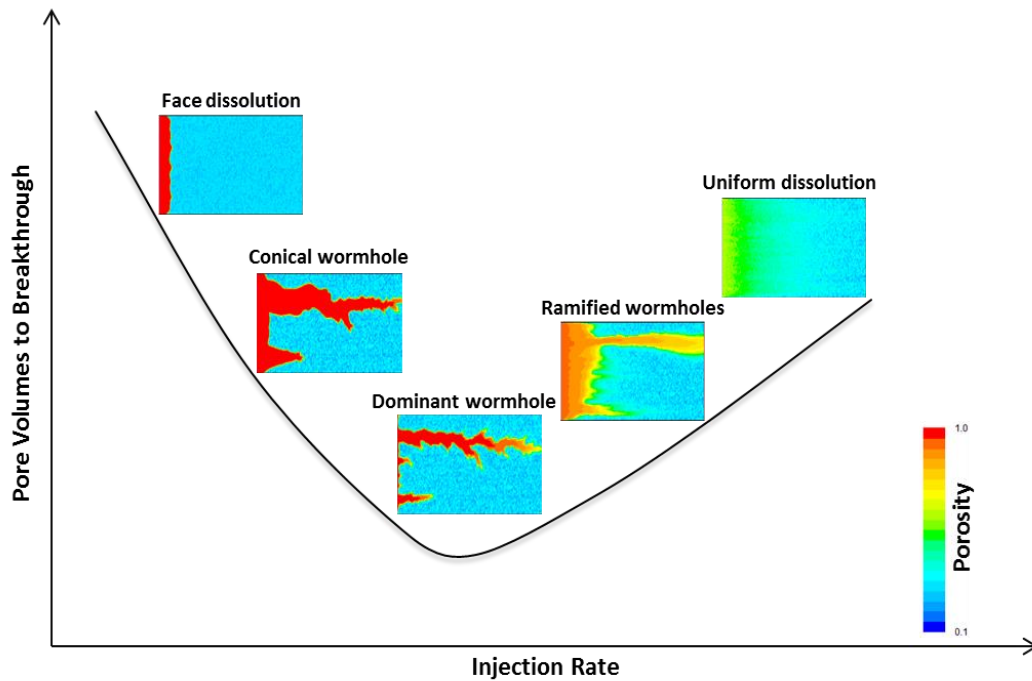 Face dissolution
Uniform dissolution
Conical wormhole
Ramified wormholes
Dominant wormhole
Pore Volumes to Breakthrough
1.0
Porosity
0.1
Injection Rate